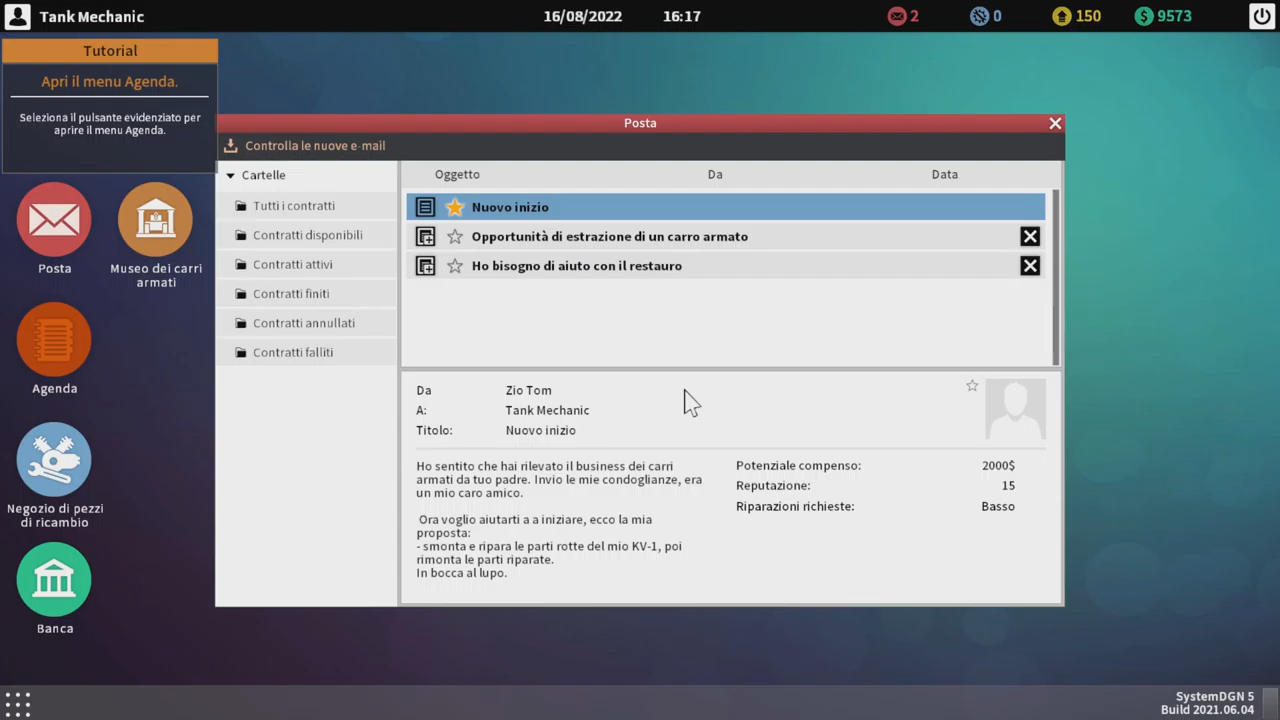 Tank Mechanic
16/08/2022
16:17
2
0
150
9573
Tutorial
Apri il menu Agenda.
Seleziona il pulsante evidenziato per
aprire il menu Agenda.
Posta
Museo dei carri
armati
Agenda
Negozio di pezzi
di ricambio
Banca
Posta
Controlla le nuove e-mail
Cartelle
Tutti i contratti
Contratti disponibili
Contratti attivi
Contratti finiti
Contratti annullati
Contratti falliti
Oggetto
Da
Data
Nuovo inizio
Opportunità di estrazione di un carro armato
Ho bisogno di aiuto con il restauro
Da
Zio Tom
A:
Tank Mechanic
Titolo:
Nuovo inizio
Ho sentito che hai rilevato il business dei carri
armati da tuo padre. Invio le mie condoglianze, era
un mio caro amico.
Ora voglio aiutarti a a iniziare, ecco la mia
proposta:
- smonta e ripara le parti rotte del mio KV-1, poi
rimonta le parti riparate.
In bocca al lupo.
Potenziale compenso:
2000$
Reputazione:
15
Riparazioni richieste:
Basso
SystemDGN 5
Build 2021.06.04